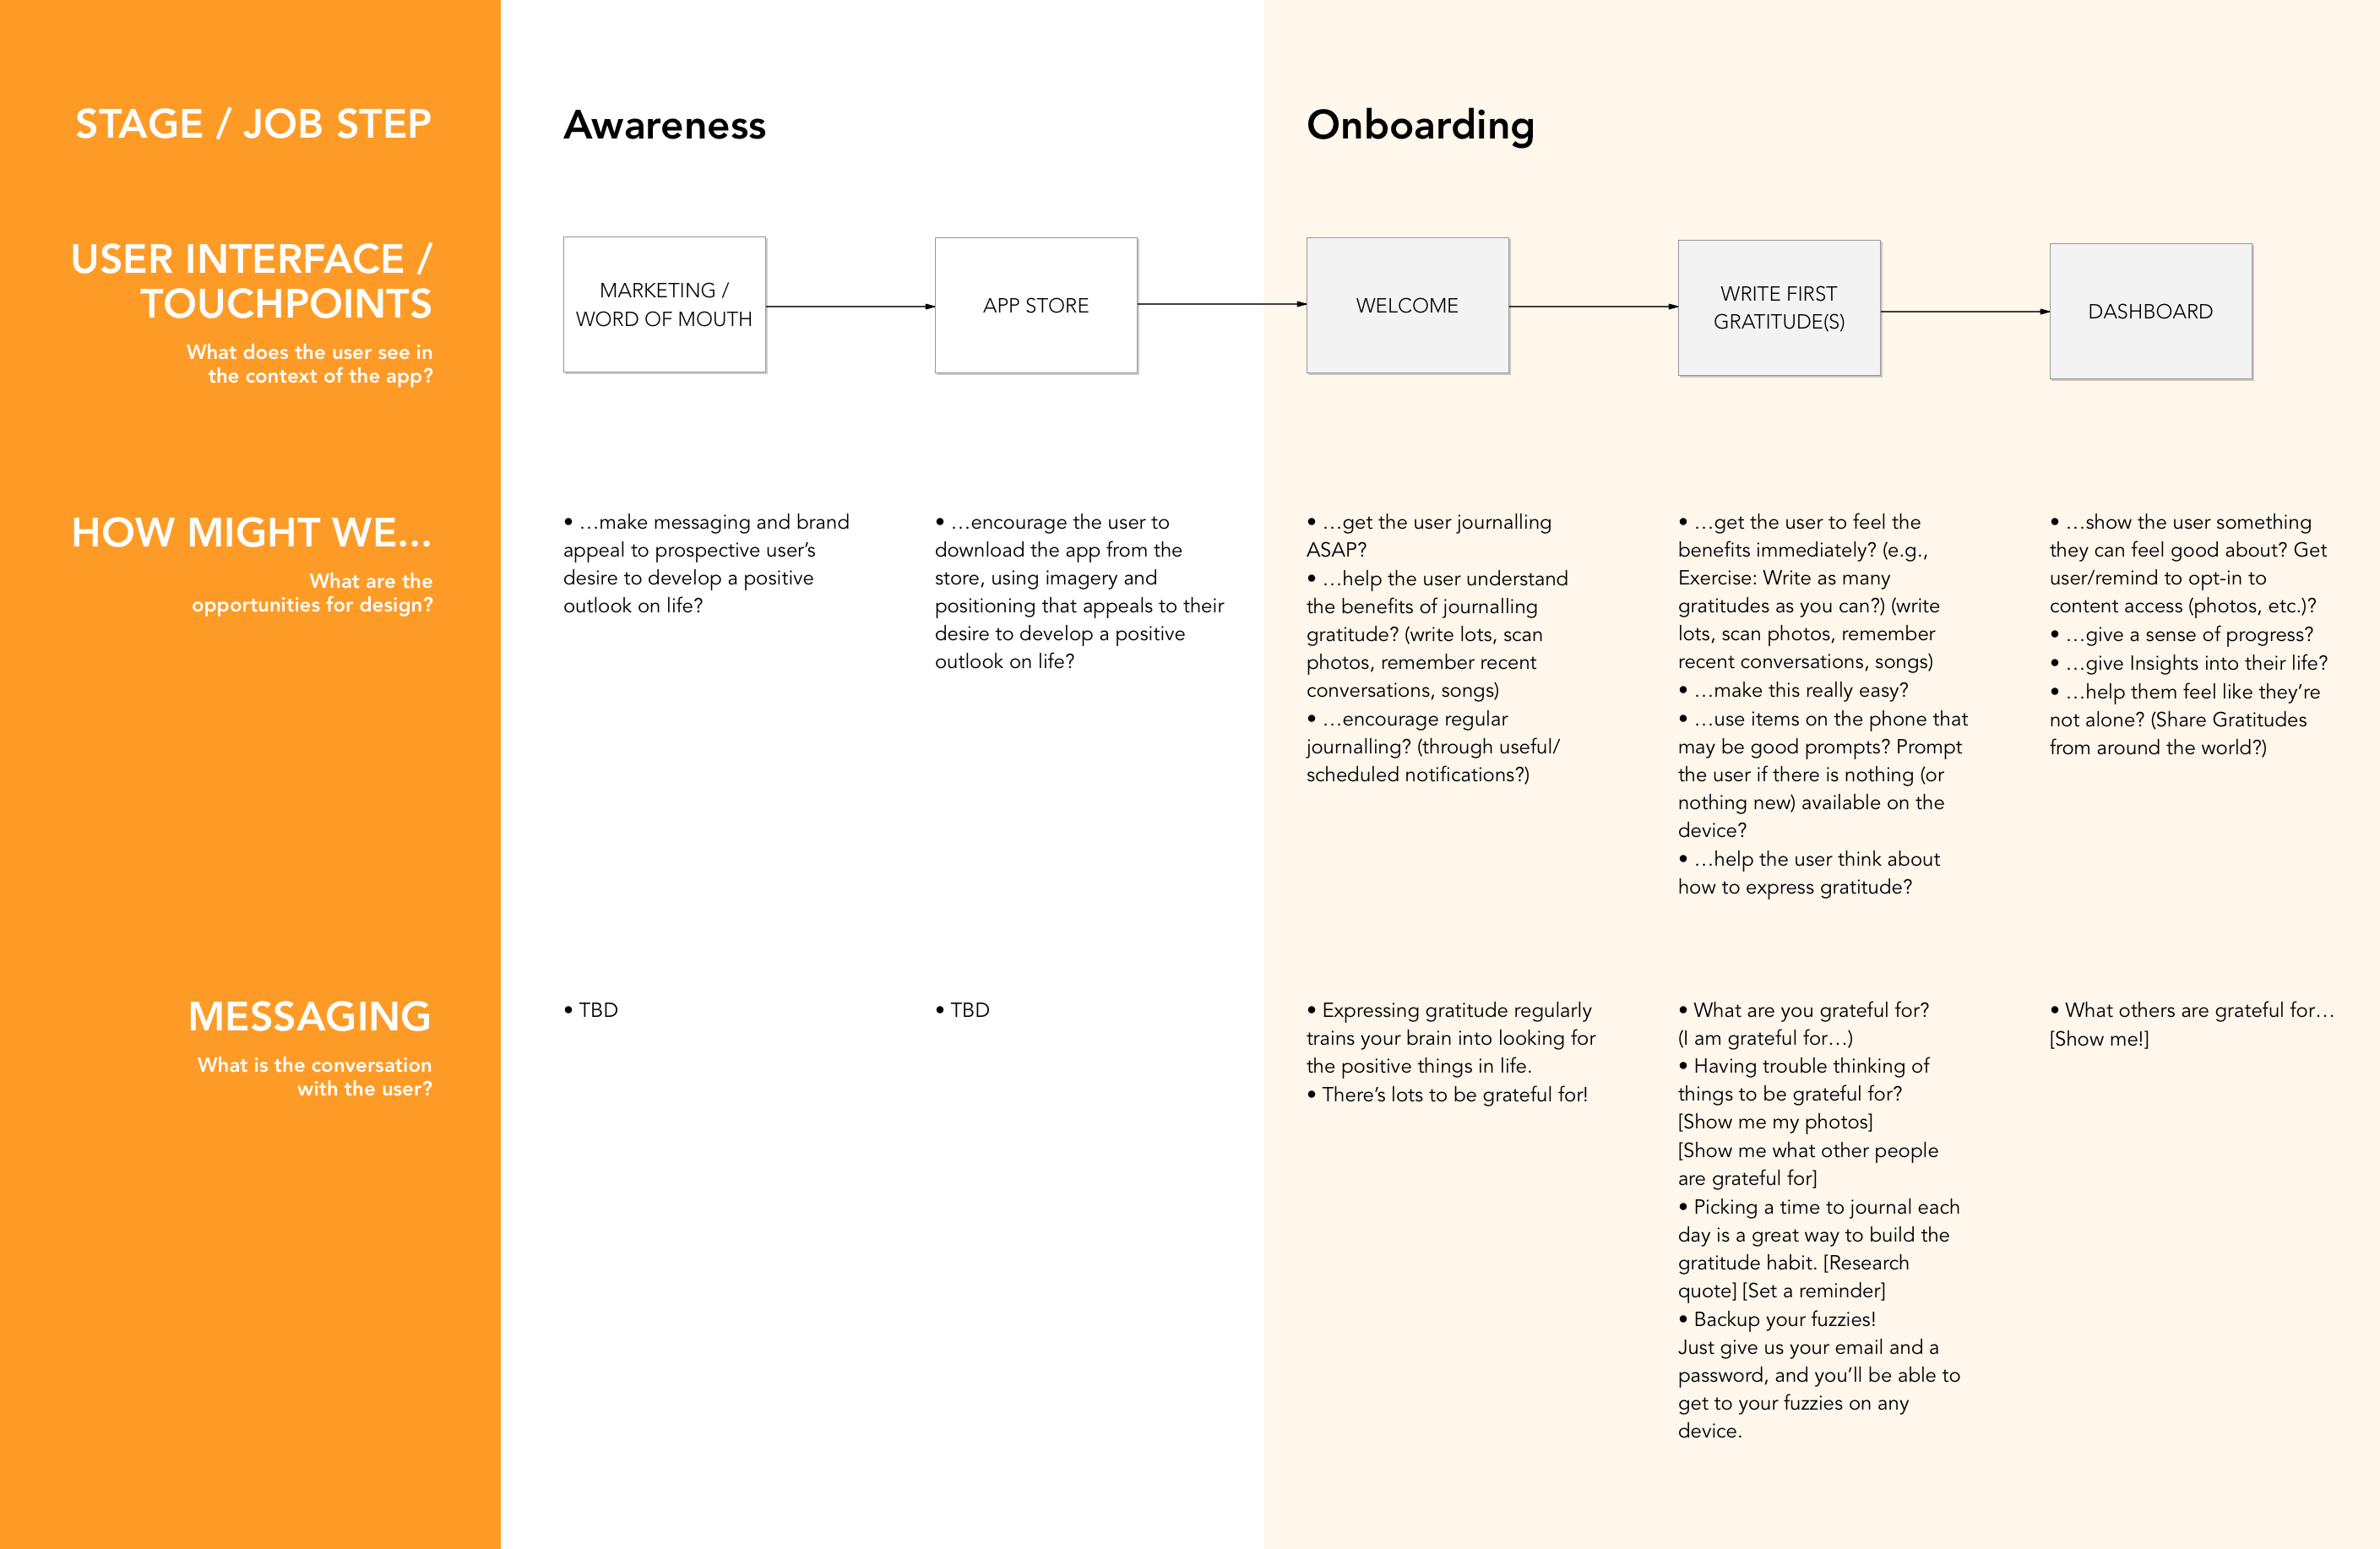 STAGE / JOB STEP
Awareness
Onboarding
USER INTERFACE /
TOUCHPOINTS
What does the user see in
the context of the app?
MARKETING /
WORD OF MOUTH
APP STORE
WELCOME
WRITE FIRST
GRATITUDE(S)
DASHBOARD
HOW MIGHT WE...
What are the
opportunities for design?
• …make messaging and brand
appeal to prospective user’s
desire to develop a positive
outlook on life?
• …encourage the user to
download the app from the
store, using imagery and
positioning that appeals to their
desire to develop a positive
outlook on life?
• …get the user journalling
ASAP?
• …help the user understand
the benefits of journalling
gratitude? (write lots, scan
photos, remember recent
conversations, songs)
• …encourage regular
journalling? (through useful/
scheduled notifications?)
• …get the user to feel the
benefits immediately? (e.g.,
Exercise: Write as many
gratitudes as you can?) (write
lots, scan photos, remember
recent conversations, songs)
• …make this really easy?
• …use items on the phone that
may be good prompts? Prompt
the user if there is nothing (or
nothing new) available on the
device?
• …help the user think about
how to express gratitude?
• …show the user something
they can feel good about? Get
user/remind to opt-in to
content access (photos, etc.)?
• …give a sense of progress?
• …give Insights into their life?
• …help them feel like they’re
not alone? (Share Gratitudes
from around the world?)
MESSAGING
What is the conversation
with the user?
• TBD
• TBD
• Expressing gratitude regularly
trains your brain into looking for
the positive things in life.
• There’s lots to be grateful for!
• What are you grateful for?
(I am grateful for…)
• Having trouble thinking of
things to be grateful for?
[Show me my photos]
[Show me what other people
are grateful for]
• Picking a time to journal each
day is a great way to build the
gratitude habit. [Research
quote] [Set a reminder]
• Backup your fuzzies!
Just give us your email and a
password, and you’ll be able to
get to your fuzzies on any
device.
• What others are grateful for…
[Show me!]